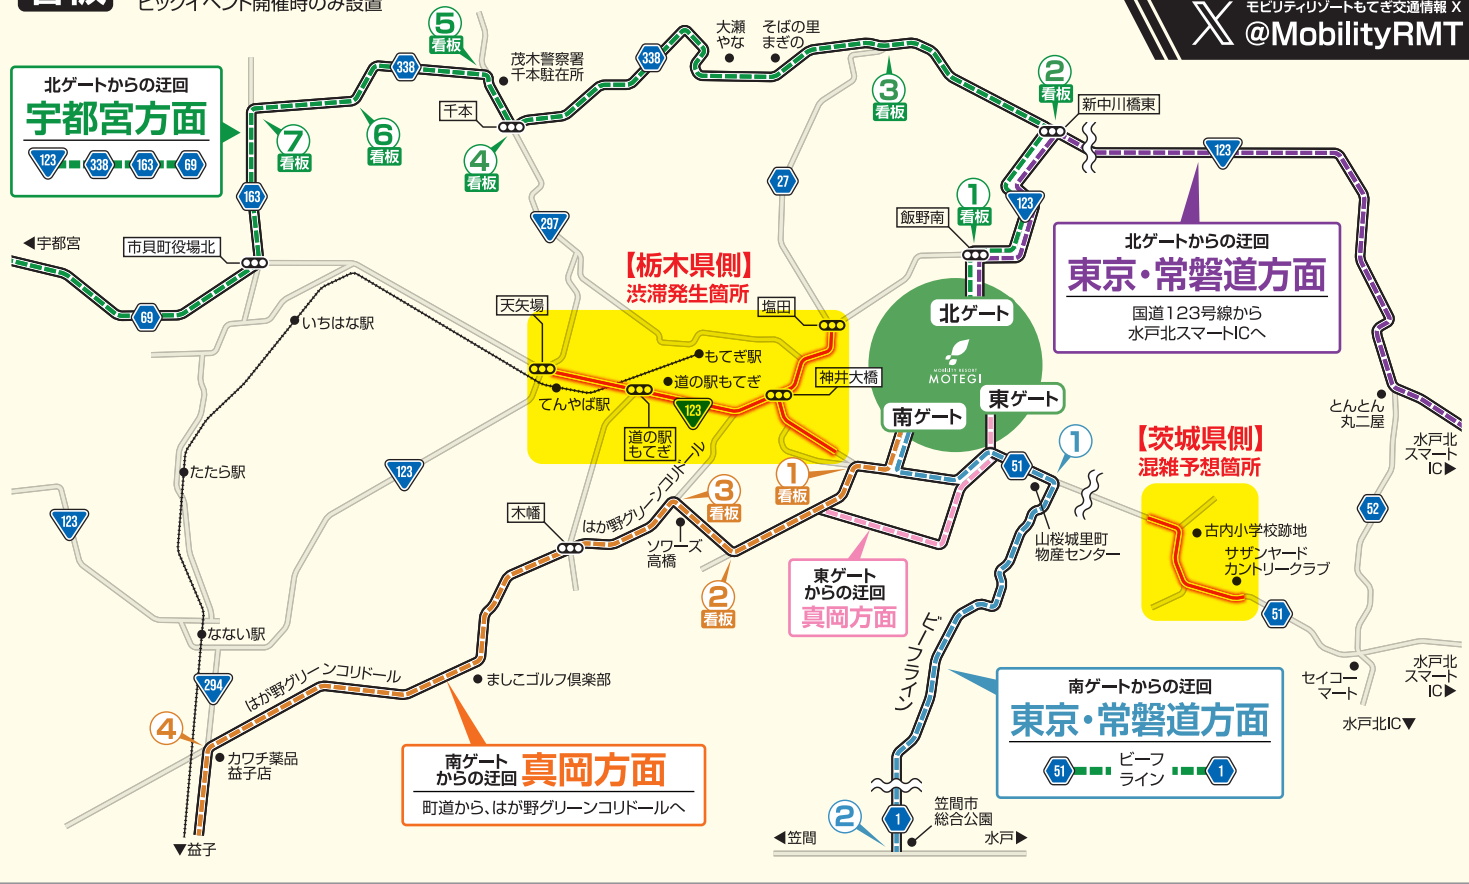 看板
ビッグイベント開催時のみ設置
モビリティリゾートもてぎ交通情報 X
@MobilityRMT
北ゲートからの迂回
宇都宮方面
123
338
163
69
338
⑤
看板
茂木警察署
千本駐在所
338
大瀬
やな
そばの里
まぎの
③
看板
②
看板
新中川橋東
⑦
看板
⑥
看板
千本
④
看板
27
①
看板
123
123
163
飯野南
297
◀宇都宮
市貝町役場北
69
北ゲートからの迂回
東京・常磐道方面
国道123号線から
水戸北スマートICへ
【栃木県側】
渋滞発生箇所
天矢場
塩田
北ゲート
MOBILITY RESORT
MOTEGI
いちはな駅
もてぎ駅
道の駅もてぎ
神井大橋
てんやば駅
123
道の駅
もてぎ
南ゲート
東ゲート
とんとん
丸二屋
水戸北
スマート
IC▶
【茨城県側】
混雑予想箇所
①
51
①
看板
たたら駅
123
123
③
看板
はが野グリーンコリドール
木幡
ソワーズ
高橋
②
看板
山桜城里町
物産センター
52
古内小学校跡地
サザンヤード
カントリークラブ
51
東ゲート
からの迂回
真岡方面
ビーフライン
なない駅
294
はが野グリーンコリドール
ましこゴルフ倶楽部
セイコー
マート
水戸北
スマート
IC▶
水戸北IC▼
④
カワチ薬品
益子店
▼益子
南ゲート
からの迂回
真岡方面
町道から、はが野グリーンコリドールへ
南ゲートからの迂回
東京・常磐道方面
51
ビーフ
ライン
1
②
1
笠間市
総合公園
◀笠間
水戸▶